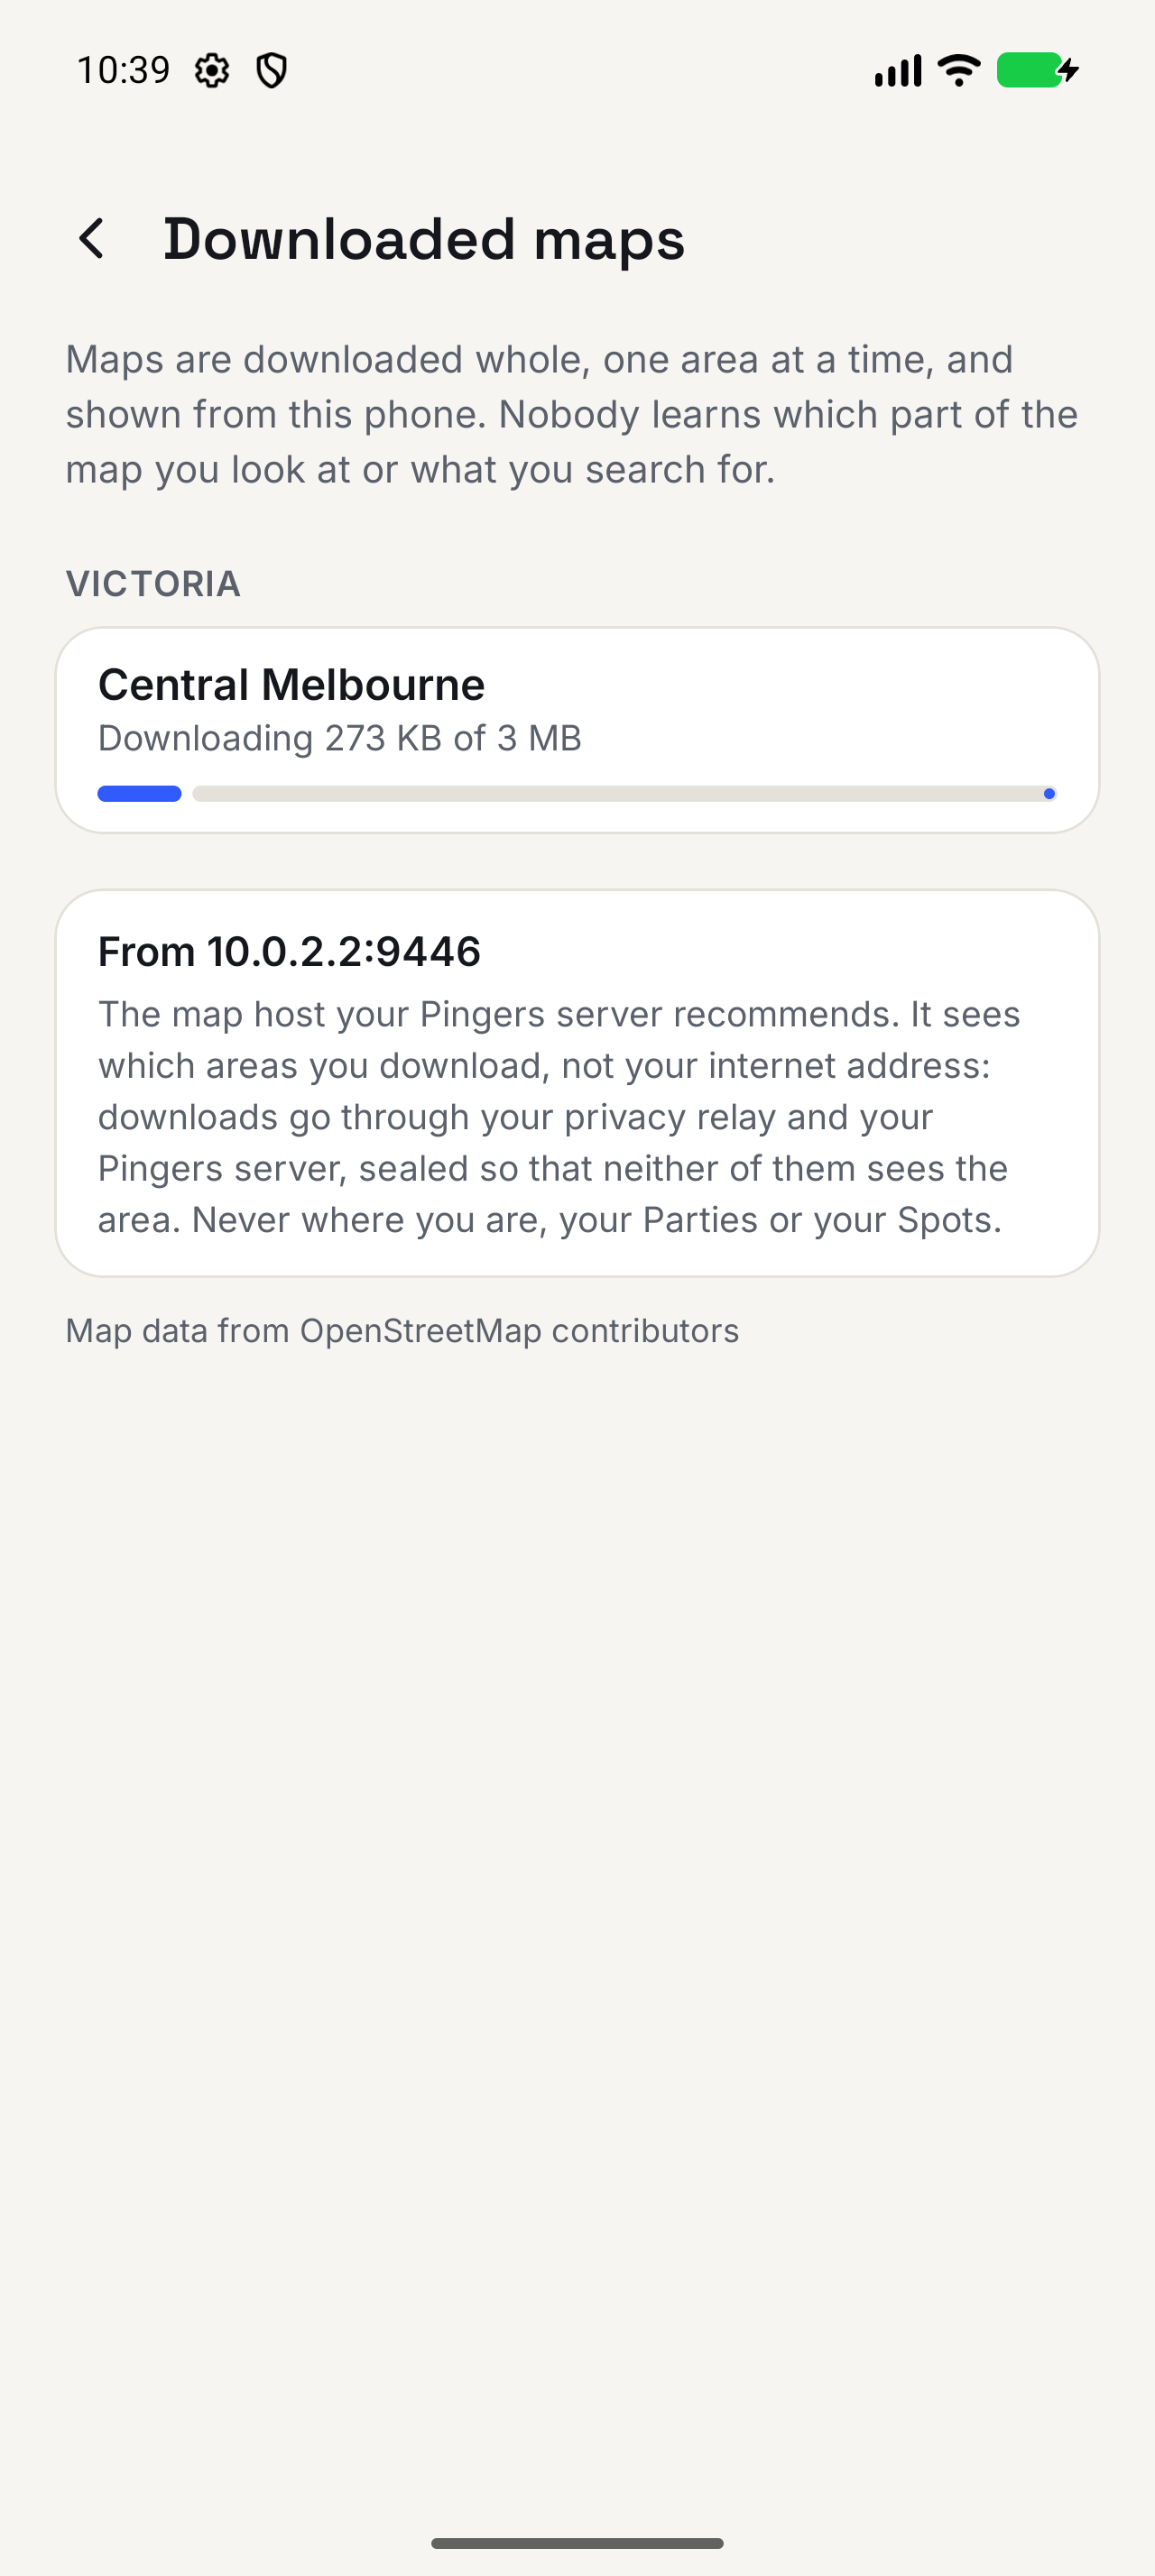 10:39
Downloaded maps
Maps are downloaded whole, one area at a time, and
shown from this phone. Nobody learns which part of the
map you look at or what you search for.
VICTORIA
Central Melbourne
Downloading 273 KB of 3 MB
From 10.0.2.2:9446
The map host your Pingers server recommends. It sees
which areas you download, not your internet address:
downloads go through your privacy relay and your
Pingers server, sealed so that neither of them sees the
area. Never where you are, your Parties or your Spots.
Map data from OpenStreetMap contributors